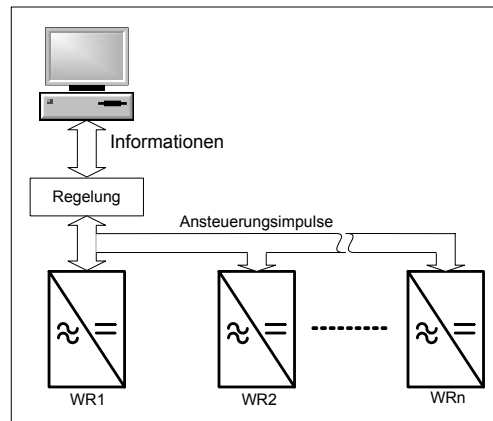 Informationen
Regelung
Ansteuerungsimpulse
WR1
WR2
WRn